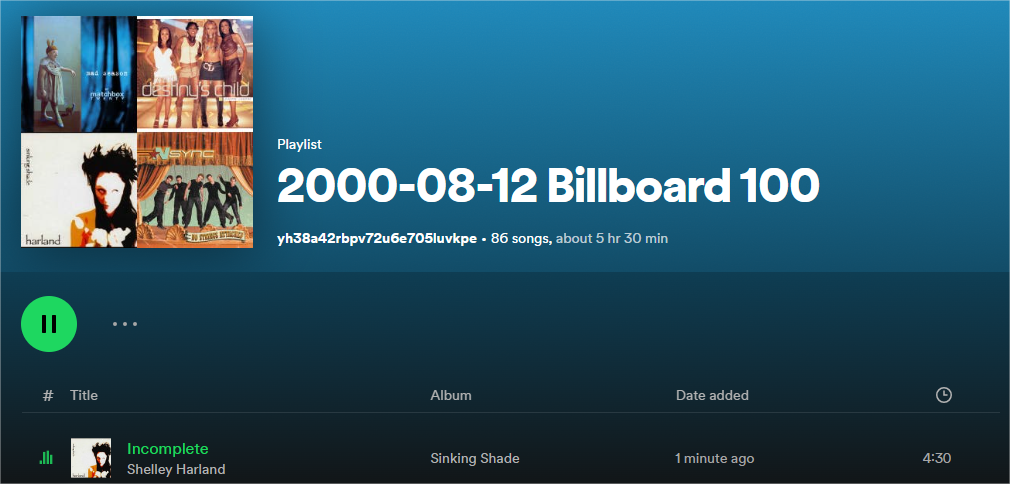 mad season
by
matchbox
TWENTY
destiny's child
*NSYNC
NO STRINGS ATTACHED
harland
Playlist
2000-08-12 Billboard 100
yh38a42rbpv72u6e705luvkpe • 86 songs, about 5 hr 30 min
# Title Album Date added
Incomplete
Shelley Harland
Sinking Shade
1 minute ago
4:30